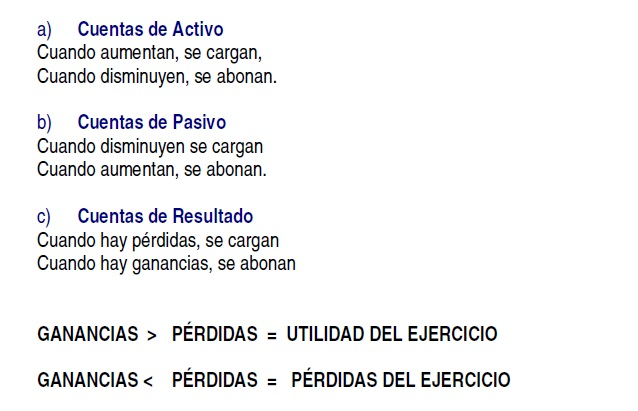 a) Cuentas de Activo
Cuando aumentan, se cargan,
Cuando disminuyen, se abonan.
b) Cuentas de Pasivo
Cuando disminuyen se cargan
Cuando aumentan, se abonan.
c) Cuentas de Resultado
Cuando hay pérdidas, se cargan
Cuando hay ganancias, se abonan
GANANCIAS > PÉRDIDAS = UTILIDAD DEL EJERCICIO
GANANCIAS < PÉRDIDAS = PÉRDIDAS DEL EJERCICIO